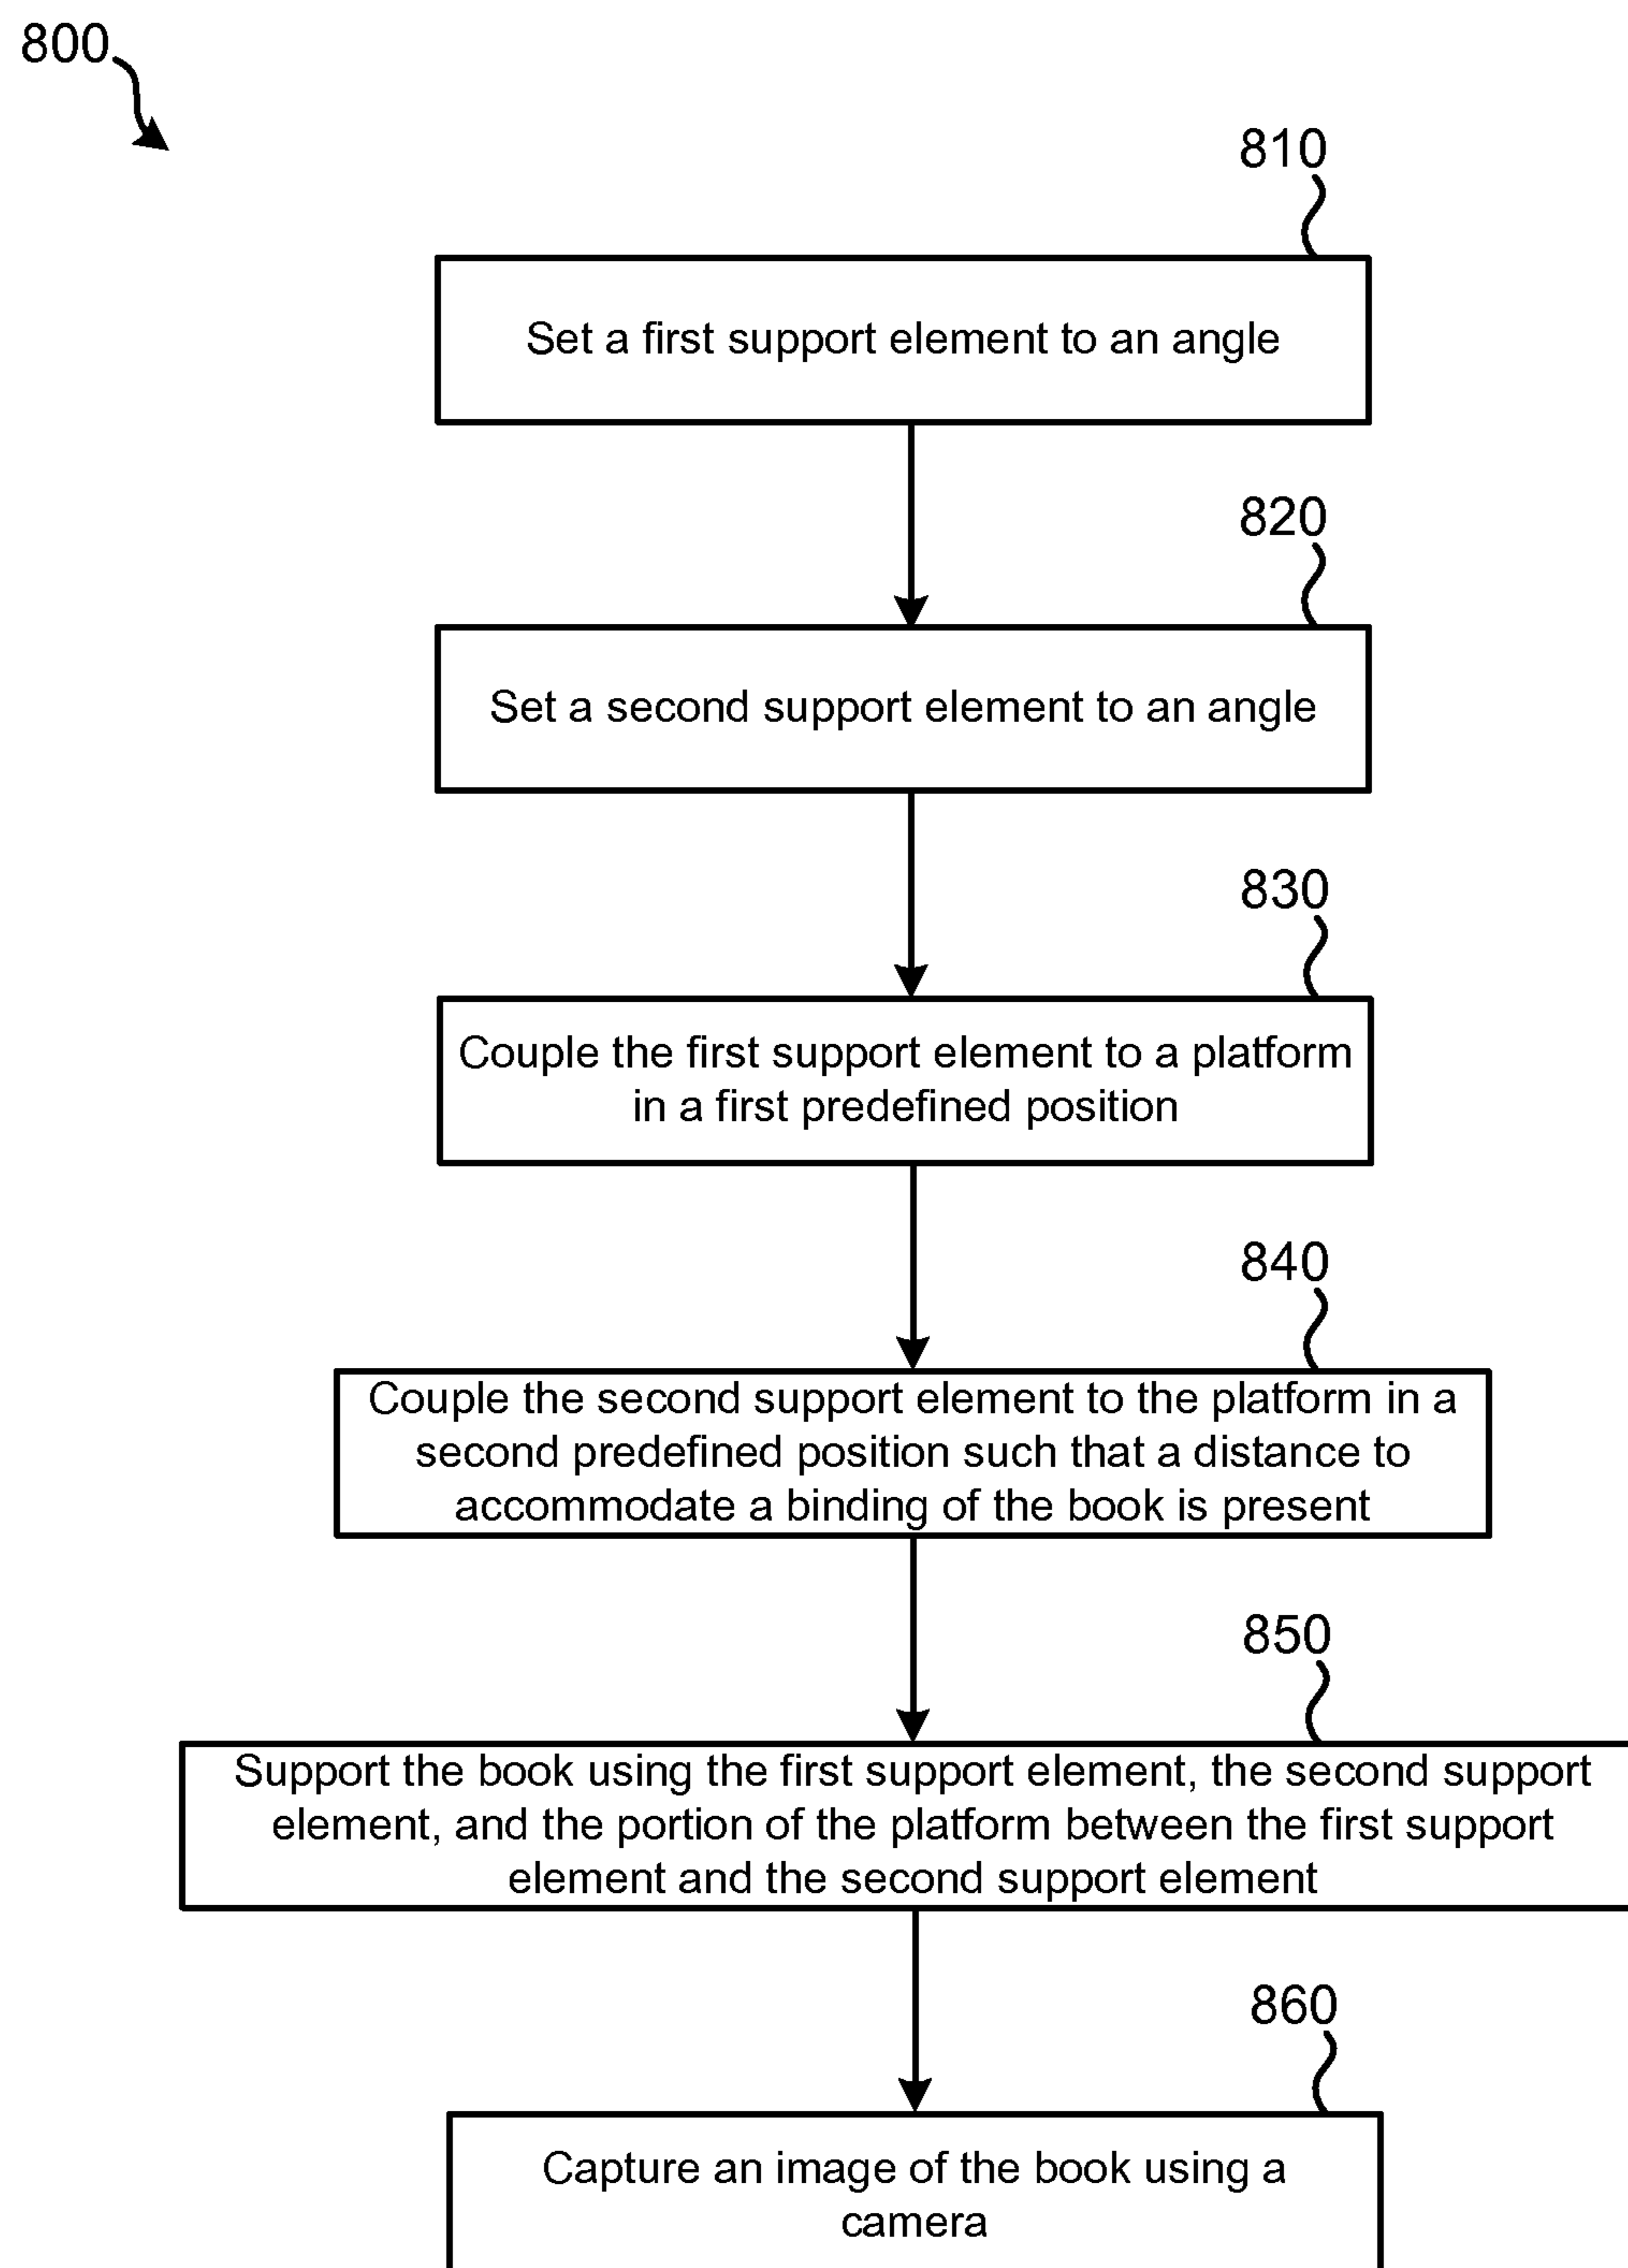 800
810
Set a first support element to an angle
820
Set a second support element to an angle
830
Couple the first support element to a platform
in a first predefined position
840
Couple the second support element to the platform in a
second predefined position such that a distance to
accommodate a binding of the book is present
850
Support the book using the first support element, the second support
element, and the portion of the platform between the first support
element and the second support element
860
Capture an image of the book using a
camera